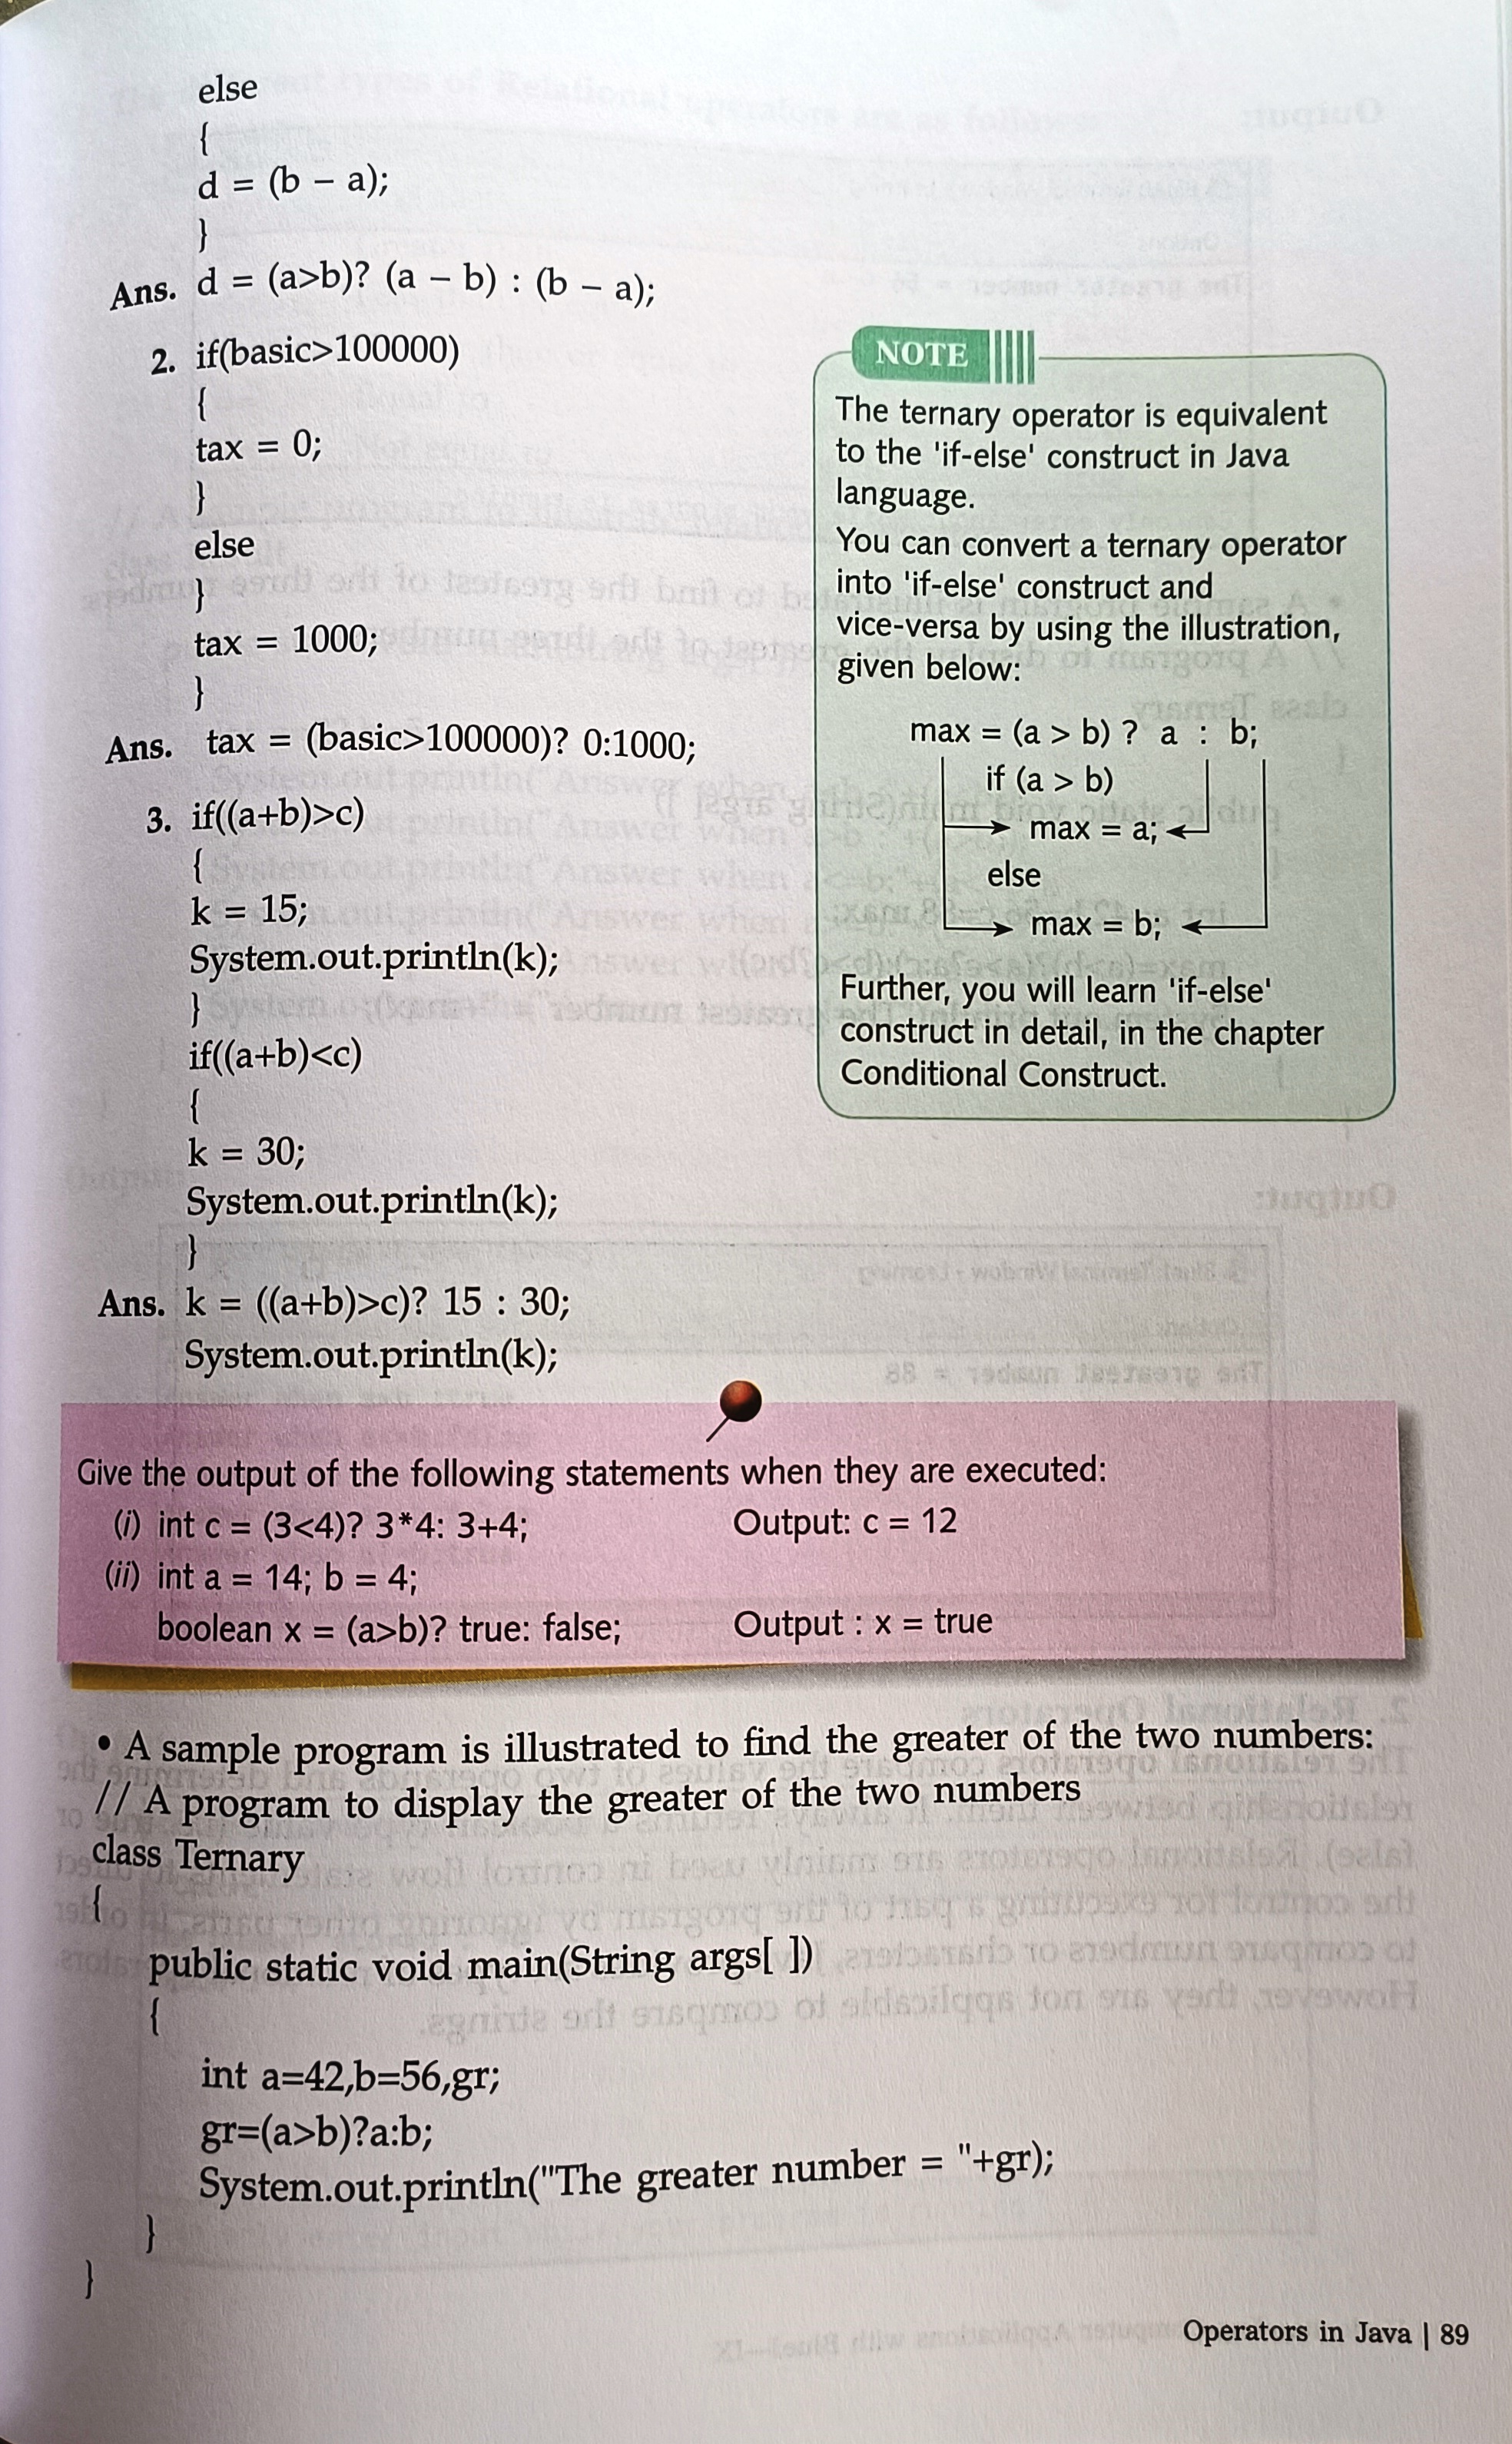 else
{
d = (b – a);
}
Ans. d = (a>b)? (a – b) : (b – a);
2. if(basic>100000)
{
tax = 0;
}
else
}
tax = 1000;
}
Ans. tax = (basic>100000)? 0:1000;
3. if((a+b)>c)
{
k = 15;
System.out.println(k);
}
if((a+b)<c)
{
k = 30;
System.out.println(k);
}
Ans. k = ((a+b)>c)? 15 : 30;
System.out.println(k);
NOTE
The ternary operator is equivalent
to the 'if-else' construct in Java
language.
You can convert a ternary operator
into 'if-else' construct and
vice-versa by using the illustration,
given below:
max = (a > b) ? a : b;
if (a > b)
max = a;
else
max = b;
Further, you will learn 'if-else'
construct in detail, in the chapter
Conditional Construct.
Give the output of the following statements when they are executed:
(i) int c = (3<4)? 3*4: 3+4; Output: c = 12
(ii) int a = 14; b = 4;
boolean x = (a>b)? true: false; Output : x = true
• A sample program is illustrated to find the greater of the two numbers:
// A program to display the greater of the two numbers
class Ternary
{
public static void main(String args[ ])
{
int a=42,b=56,gr;
gr=(a>b)?a:b;
System.out.println("The greater number = "+gr);
}
}
Operators in Java | 89